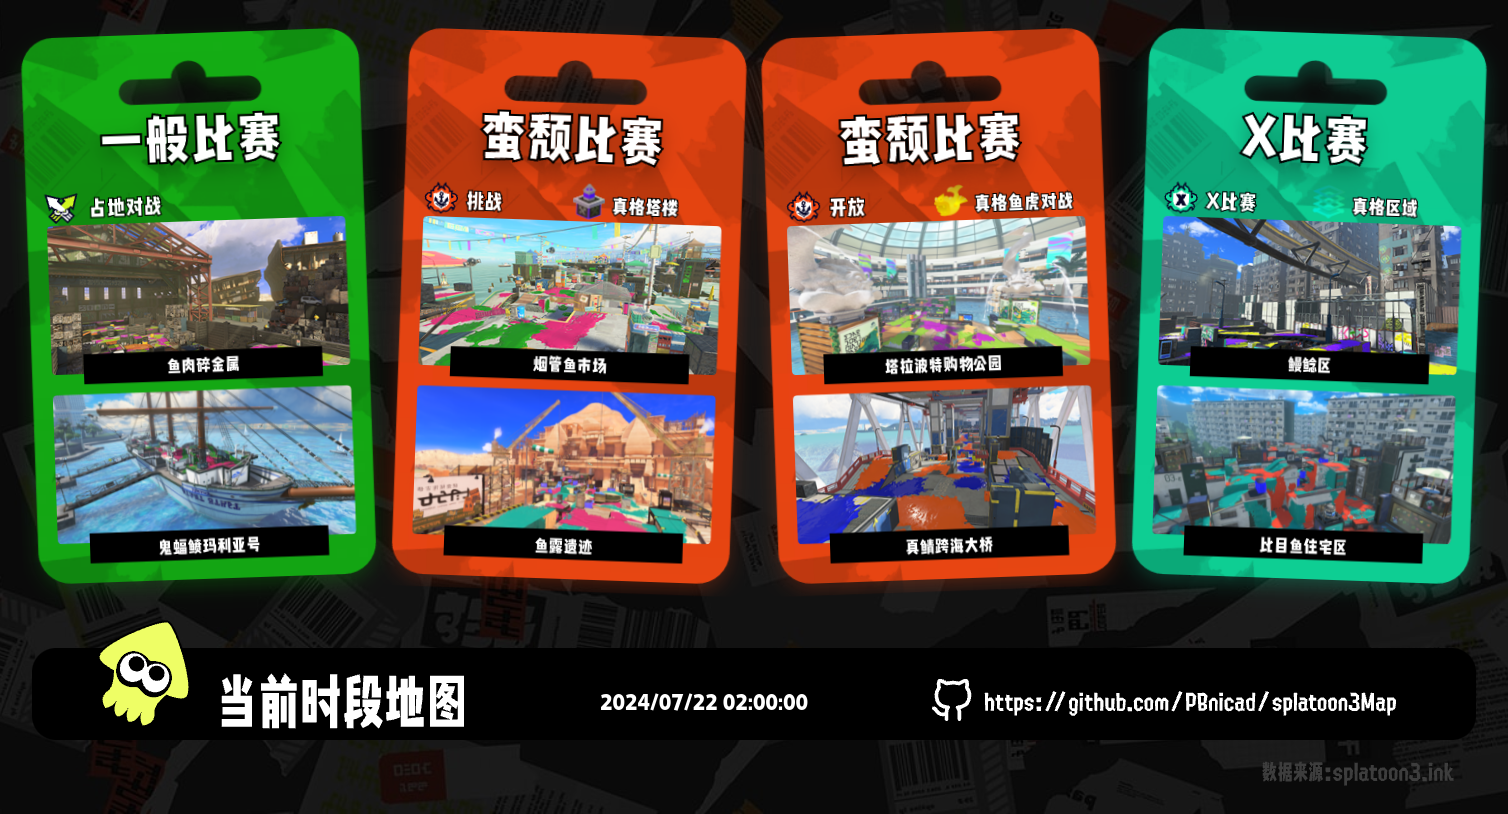 一般比赛
占地对战
鱼肉碎金属
鬼蝠鲼玛利亚号
蛮颓比赛
挑战
真格塔楼
烟管鱼市场
鱼露遗迹
蛮颓比赛
开放
真格鱼虎对战
塔拉波特购物公园
真鲭跨海大桥
X比赛
X比赛
真格区域
鳗鲶区
比目鱼住宅区
当前时段地图
2024/07/22 02:00:00
https://github.com/PBnicad/splatoon3Map
数据来源:splatoon3.ink